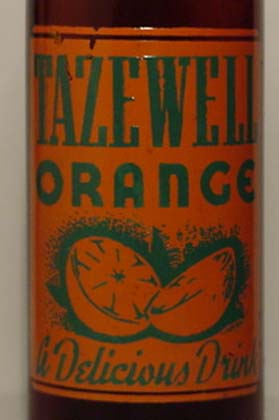 TAZEWELL
ORANGE
A Delicious Drink